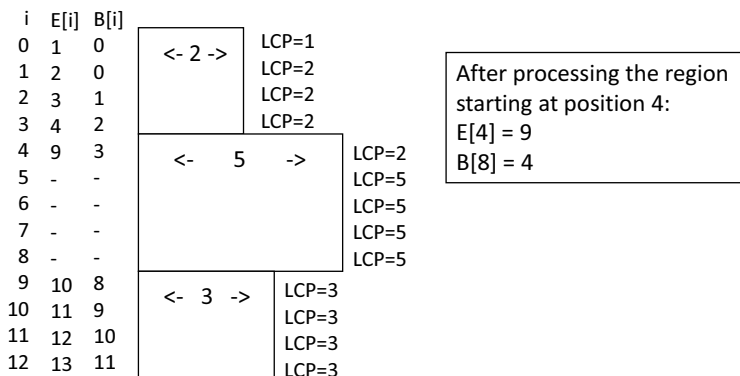 i E[i] B[i]
0 1 0 <- 2 -> LCP=1
1 2 0 LCP=2
2 3 1 LCP=2
3 4 2 LCP=2
4 9 3 <- 5 -> LCP=2
5 - - LCP=5
6 - - LCP=5
7 - - LCP=5
8 - - LCP=5
9 10 8 <- 3 -> LCP=3
10 11 9 LCP=3
11 12 10 LCP=3
12 13 11 LCP=3
After processing the region
starting at position 4:
E[4] = 9
B[8] = 4